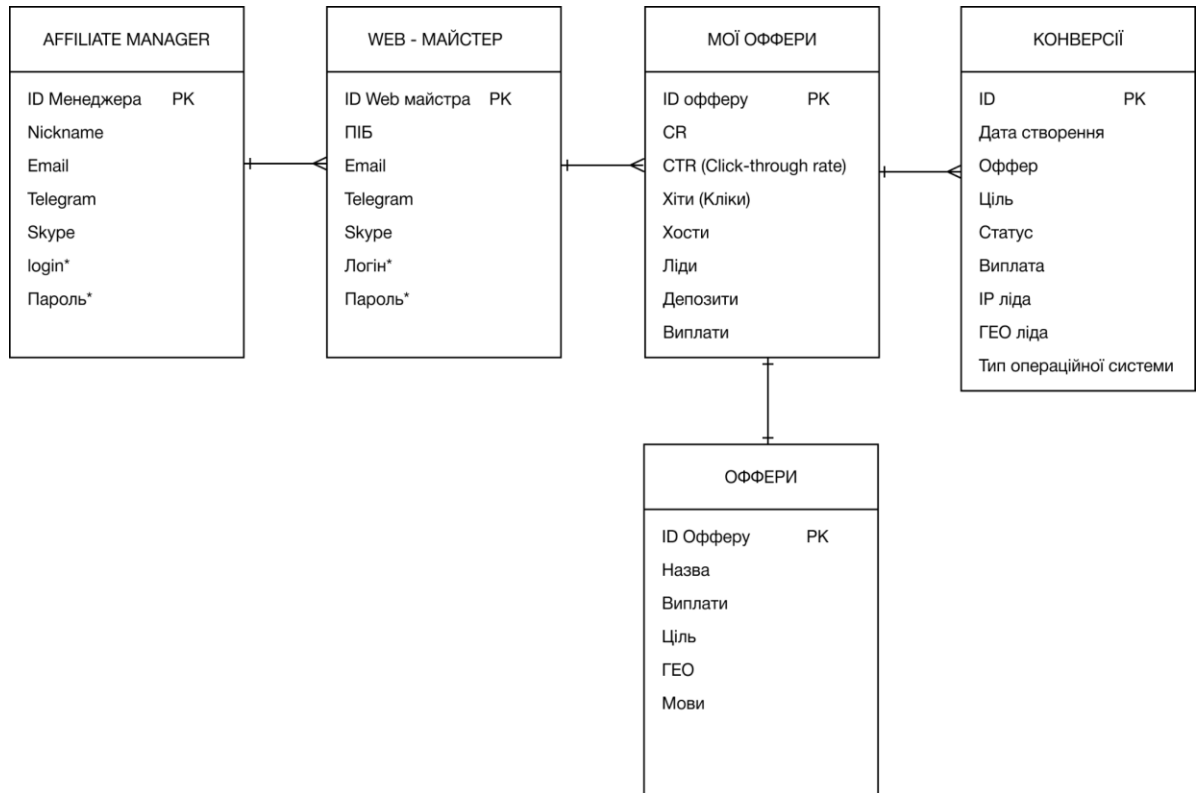 AFFILIATE MANAGER
ID Менеджера PK
Nickname
Email
Telegram
Skype
login*
Пароль*
WEB - МАЙСТЕР
ID Web майстра PK
ПІБ
Email
Telegram
Skype
Логін*
Пароль*
МОЇ ОФФЕРИ
ID офферу PK
CR
CTR (Click-through rate)
Хіти (Кліки)
Хости
Ліди
Депозити
Виплати
КОНВЕРСІЇ
ID PK
Дата створення
Оффер
Ціль
Статус
Виплата
IP ліда
ГЕО ліда
Тип операційної системи
ОФФЕРИ
ID Офферу PK
Назва
Виплати
Ціль
ГЕО
Мови